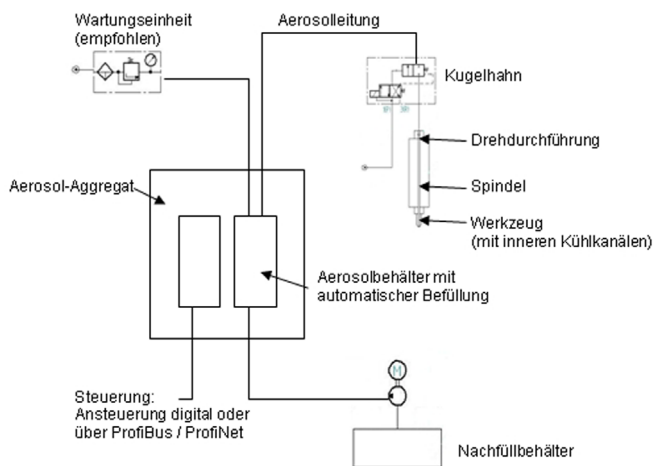 Wartungseinheit
(empfohlen)
Aerosolleitung
Kugelhahn
Drehdurchführung
Aerosol-Aggregat
Spindel
Werkzeug
(mit inneren Kühlkanälen)
Aerosolbehälter mit
automatischer Befüllung
M
Steuerung:
Ansteuerung digital oder
über ProfiBus / ProfiNet
Nachfüllbehälter